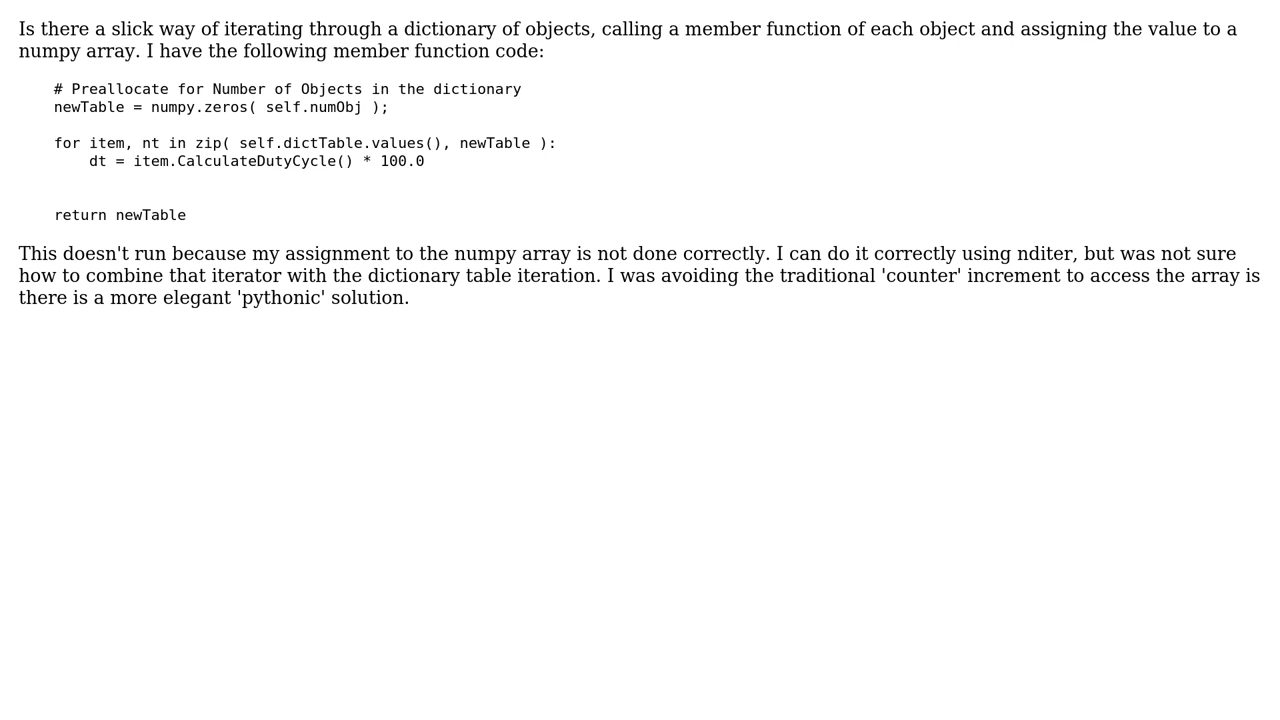 Is there a slick way of iterating through a dictionary of objects, calling a member function of each object and assigning the value to a
numpy array. I have the following member function code:
# Preallocate for Number of Objects in the dictionary
newTable = numpy.zeros( self.numObj );
for item, nt in zip( self.dictTable.values(), newTable ):
    dt = item.CalculateDutyCycle() * 100.0
return newTable
This doesn't run because my assignment to the numpy array is not done correctly. I can do it correctly using nditer, but was not sure
how to combine that iterator with the dictionary table iteration. I was avoiding the traditional 'counter' increment to access the array is
there is a more elegant 'pythonic' solution.